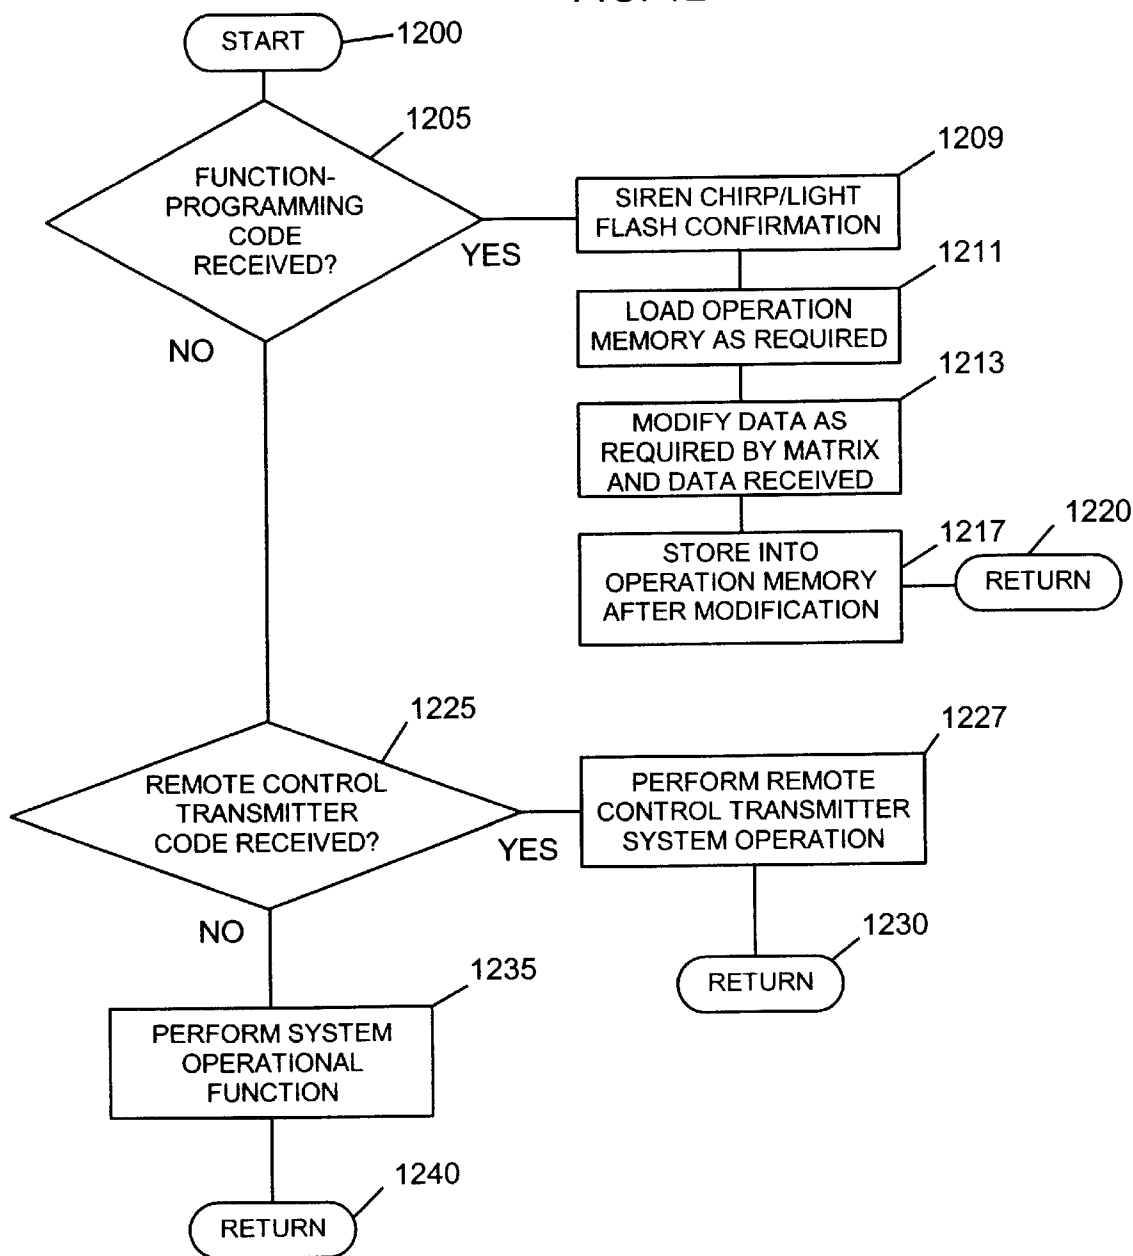 START
1200
1205
FUNCTION-
PROGRAMMING
CODE
RECEIVED?
YES
NO
1209
SIREN CHIRP/LIGHT
FLASH CONFIRMATION
1211
LOAD OPERATION
MEMORY AS REQUIRED
1213
MODIFY DATA AS
REQUIRED BY MATRIX
AND DATA RECEIVED
1217
STORE INTO
OPERATION MEMORY
AFTER MODIFICATION
1220
RETURN
1225
REMOTE CONTROL
TRANSMITTER
CODE RECEIVED?
YES
NO
1227
PERFORM REMOTE
CONTROL TRANSMITTER
SYSTEM OPERATION
1230
RETURN
1235
PERFORM SYSTEM
OPERATIONAL
FUNCTION
1240
RETURN